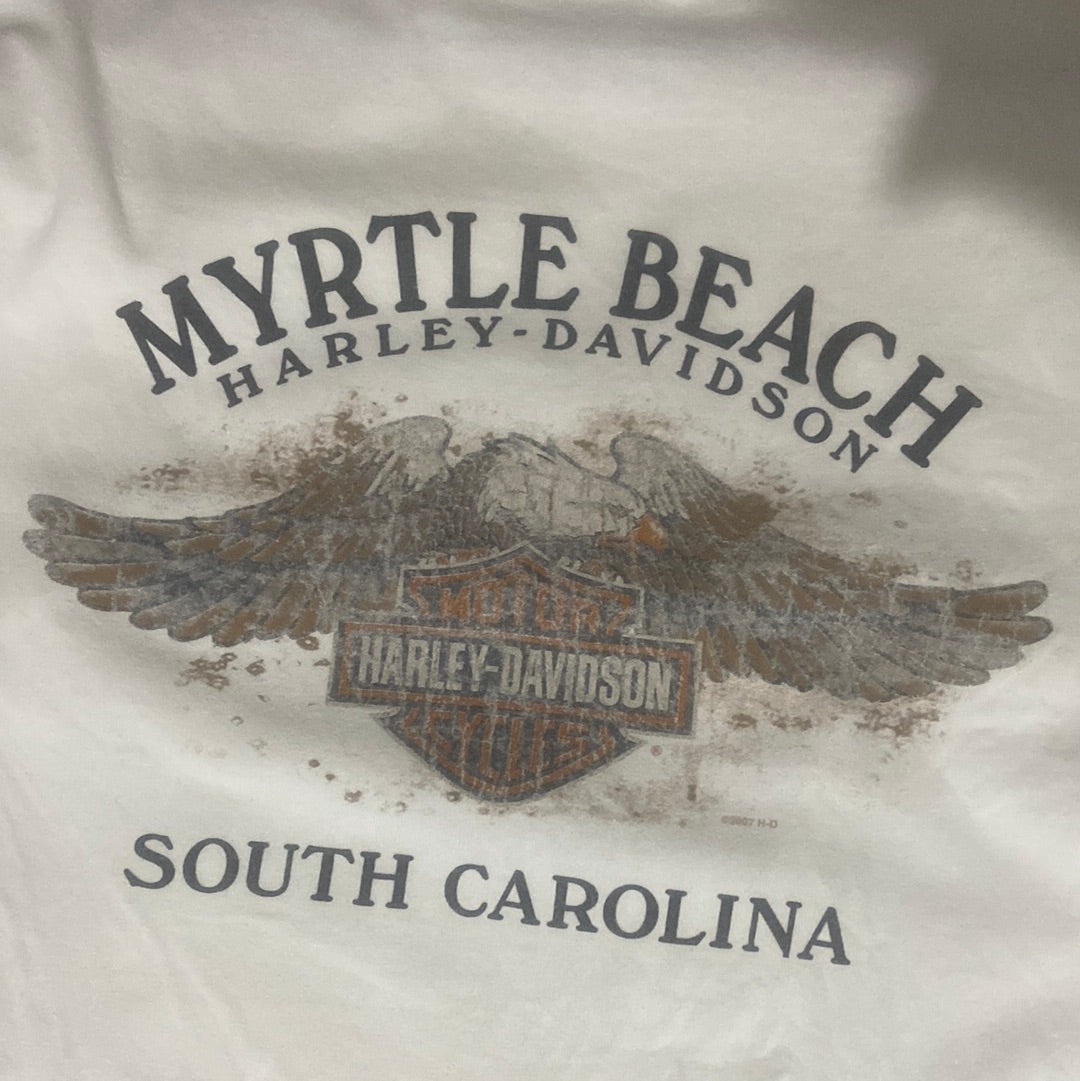 MYRTLE BEACH
HARLEY-DAVIDSON
MOTOR
HARLEY-DAVIDSON
CYCLES
®
©2007 H-D
SOUTH CAROLINA